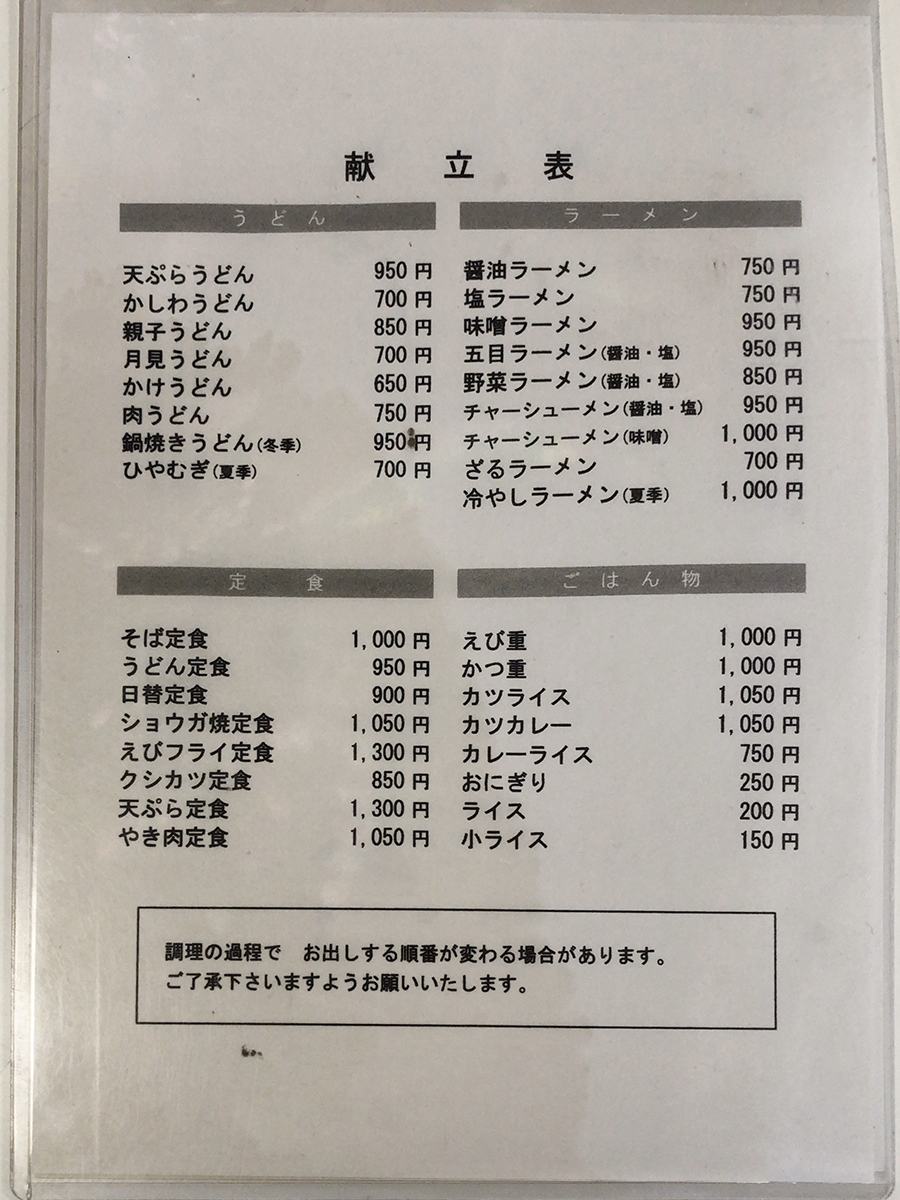 献立表
うどん
天ぷらうどん 950円
かしわうどん 700円
親子うどん 850円
月見うどん 700円
かけうどん 650円
肉うどん 750円
鍋焼きうどん(冬季) 950円
ひやむぎ(夏季) 700円
ラーメン
醤油ラーメン 750円
塩ラーメン 750円
味噌ラーメン 950円
五目ラーメン(醤油・塩) 950円
野菜ラーメン(醤油・塩) 850円
チャーシューメン(醤油・塩) 950円
チャーシューメン(味噌) 1,000円
ざるラーメン 700円
冷やしラーメン(夏季) 1,000円
定食
そば定食 1,000円
うどん定食 950円
日替定食 900円
ショウガ焼定食 1,050円
えびフライ定食 1,300円
クシカツ定食 850円
天ぷら定食 1,300円
やき肉定食 1,050円
ごはん物
えび重 1,000円
かつ重 1,000円
カツライス 1,050円
カツカレー 1,050円
カレーライス 750円
おにぎり 250円
ライス 200円
小ライス 150円
調理の過程で　お出しする順番が変わる場合があります。
ご了承下さいますようお願いいたします。